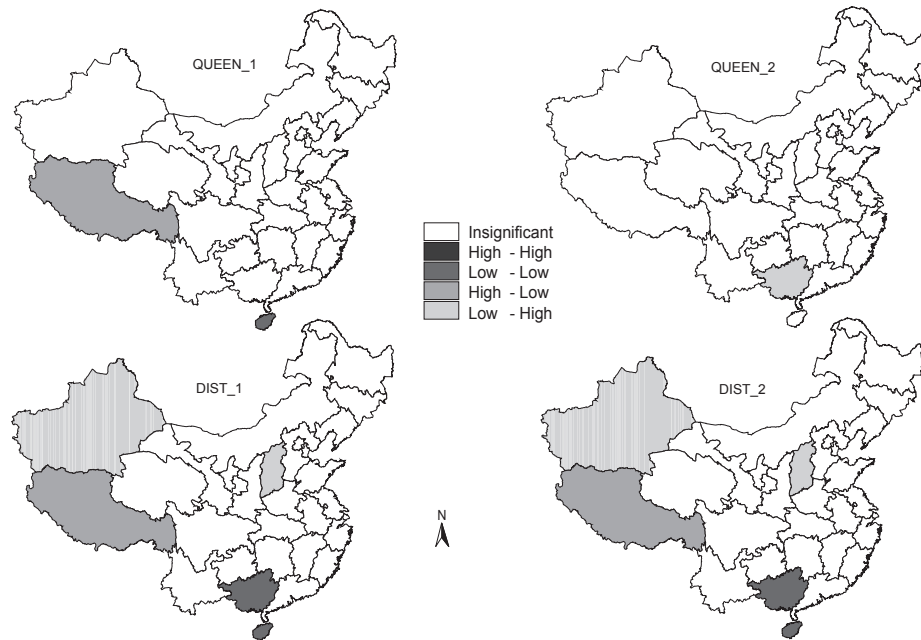 QUEEN_1
QUEEN_2
Insignificant
High - High
Low - Low
High - Low
Low - High
DIST_1
DIST_2
N